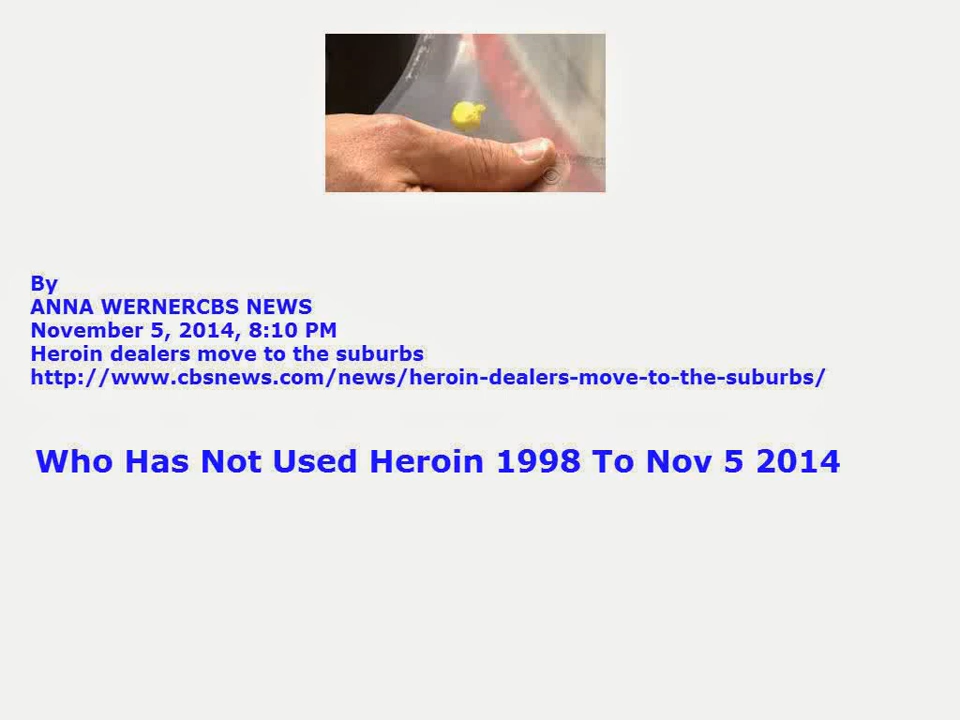 By
ANNA WERNERCBS NEWS
November 5, 2014, 8:10 PM
Heroin dealers move to the suburbs
http://www.cbsnews.com/news/heroin-dealers-move-to-the-suburbs/
Who Has Not Used Heroin 1998 To Nov 5 2014